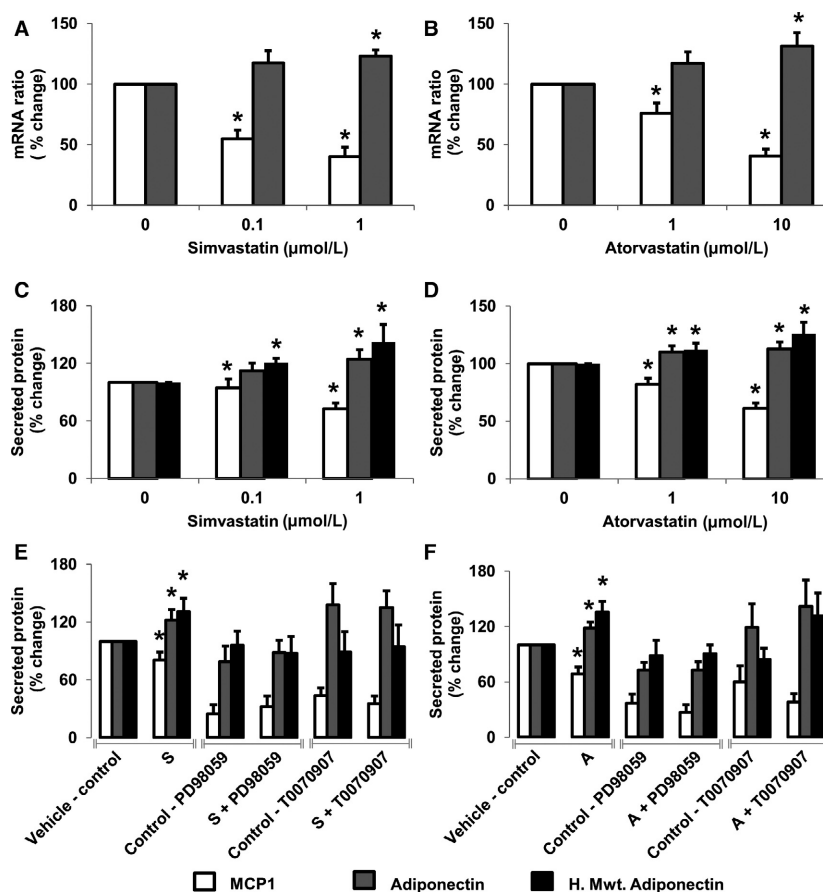 A
150
100
50
0
mRNA ratio
( % change)
*
*
*
0
0.1
1
Simvastatin (µmol/L)
B
150
100
50
0
mRNA ratio
(% change)
*
*
*
0
1
10
Atorvastatin (µmol/L)
C
180
120
60
0
Secreted protein
(% change)
*
*
*
*
*
0
0.1
1
Simvastatin (µmol/L)
D
150
100
50
0
Secreted protein
(% change)
*
*
*
*
*
*
0
1
10
Atorvastatin (µmol/L)
E
180
120
60
0
Secreted protein
(% change)
*
*
*
Vehicle - control
S
Control - PD98059
S + PD98059
Control - T0070907
S + T0070907
F
180
120
60
0
Secreted protein
(% change)
*
*
*
Vehicle - control
A
Control - PD98059
A + PD98059
Control - T0070907
A + T0070907
MCP1
Adiponectin
H. Mwt. Adiponectin